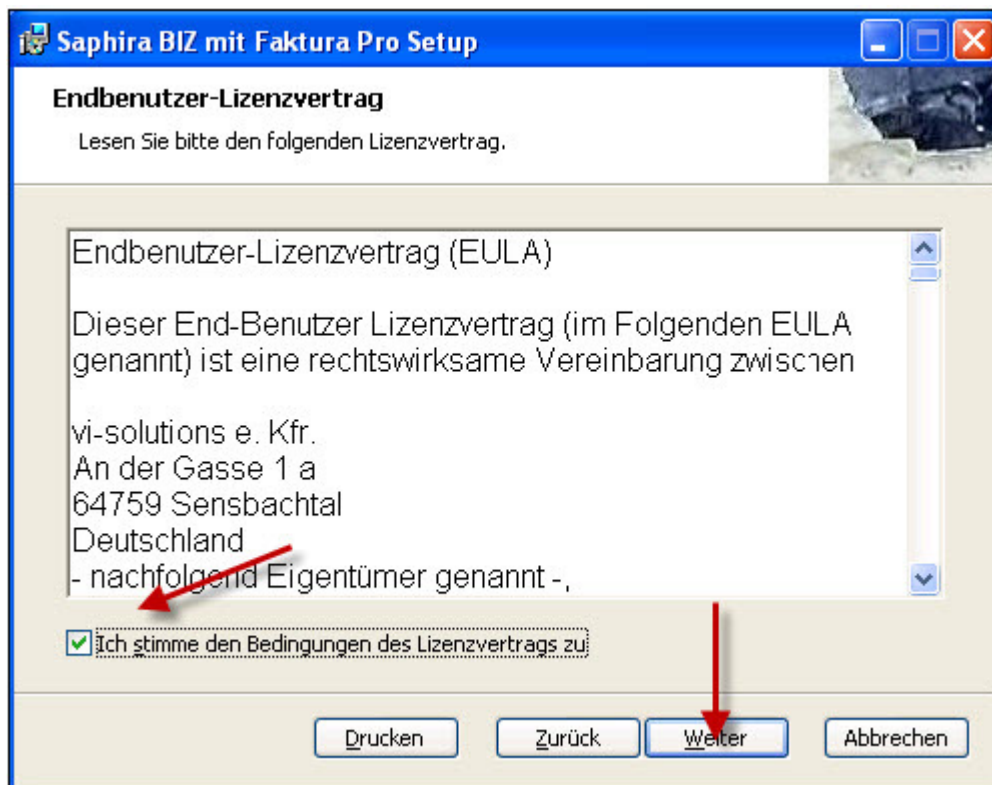 Saphira BIZ mit Faktura Pro Setup
Endbenutzer-Lizenzvertrag
Lesen Sie bitte den folgenden Lizenzvertrag.
Endbenutzer-Lizenzvertrag (EULA)
Dieser End-Benutzer Lizenzvertrag (im Folgenden EULA
genannt) ist eine rechtswirksame Vereinbarung zwischen
vi-solutions e. Kfr.
An der Gasse 1 a
64759 Sensbachtal
Deutschland
- nachfolgend Eigentümer genannt -,
Ich stimme den Bedingungen des Lizenzvertrags zu
Drucken Zurück Weiter Abbrechen